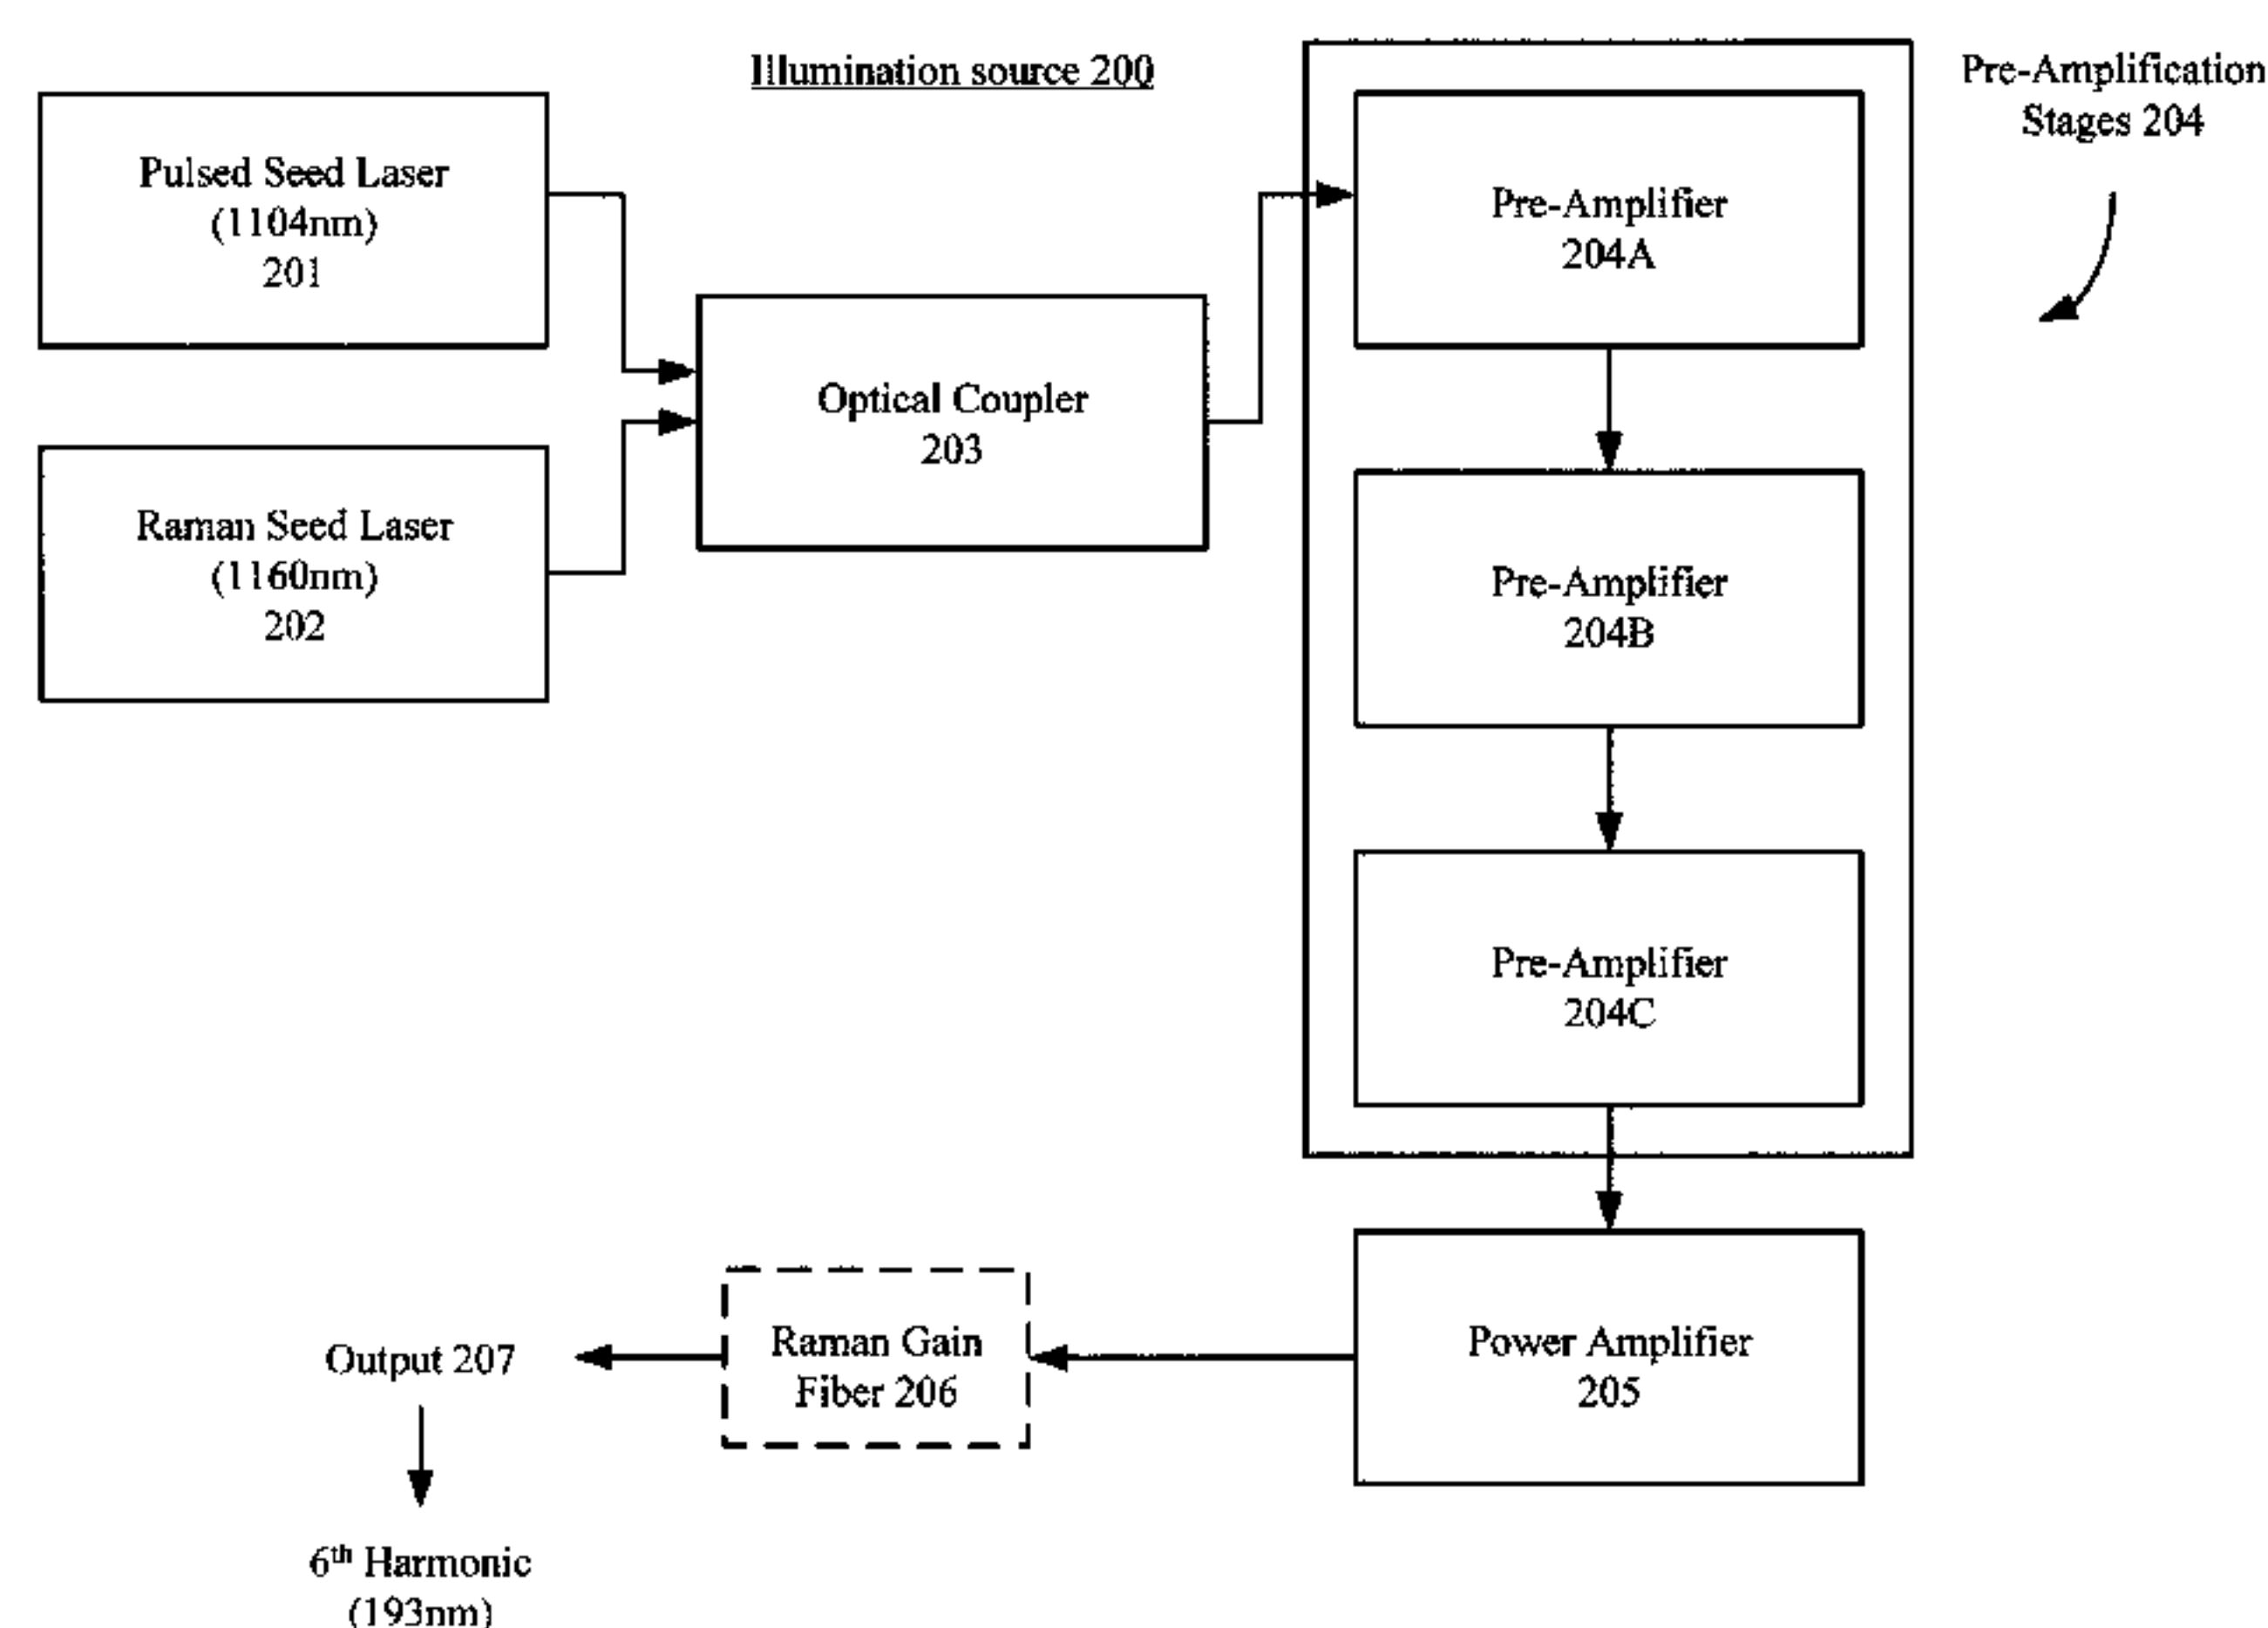 Illumination source 200
Pre-Amplification
Stages 204
Pulsed Seed Laser
(1104nm)
201
Raman Seed Laser
(1160nm)
202
Optical Coupler
203
Pre-Amplifier
204A
Pre-Amplifier
204B
Pre-Amplifier
204C
Power Amplifier
205
Raman Gain
Fiber 206
Output 207
6th Harmonic
(193nm)